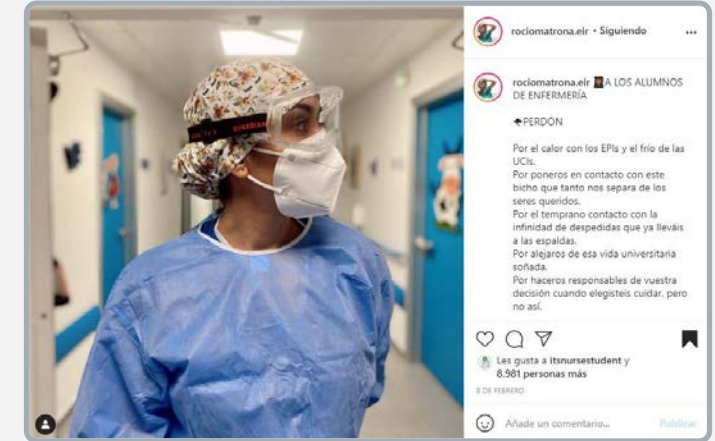 rociomatrona.eir • Siguiendo
rociomatrona.eir A LOS ALUMNOS
DE ENFERMERÍA
PERDÓN
Por el calor con los EPIs y el frío de las
UCIs.
Por poneros en contacto con este
bicho que tanto nos separa de los
seres queridos.
Por el temprano contacto con la
infinidad de despedidas que ya lleváis
a las espaldas.
Por alejaros de esa vida universitaria
soñada.
Por haceros responsables de vuestra
decisión cuando elegisteis cuidar, pero
no así.
Les gusta a itsnursestudent y
8.981 personas más
8 DE FEBRERO
Añade un comentario... Publicar